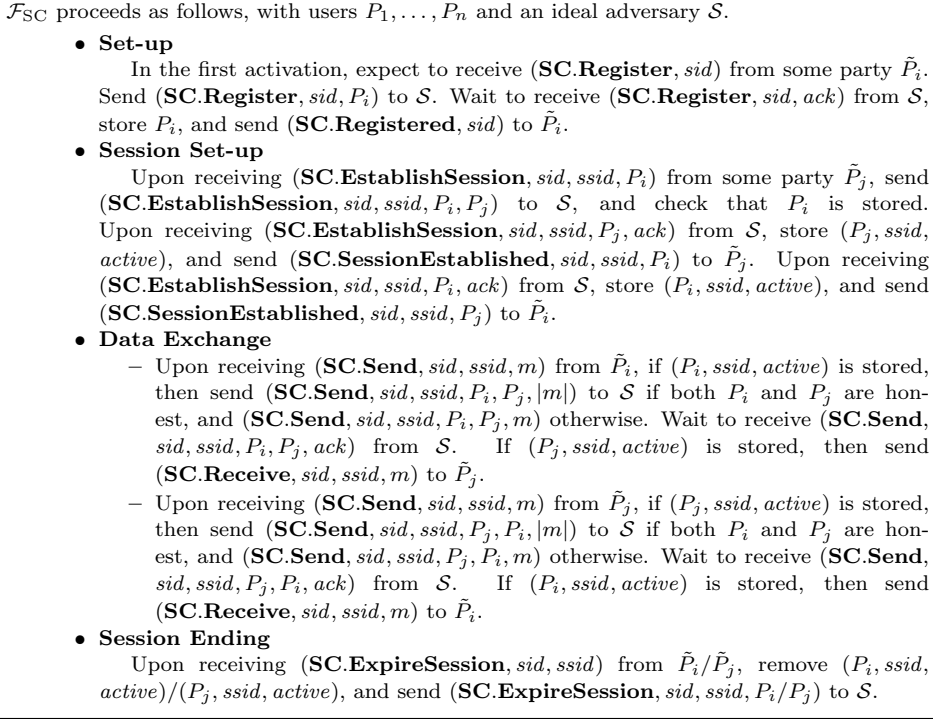 𝓕_SC proceeds as follows, with users P_1, . . . , P_n and an ideal adversary 𝒮.
• Set-up
In the first activation, expect to receive (SC.Register, sid) from some party P̃_i.
Send (SC.Register, sid, P_i) to 𝒮. Wait to receive (SC.Register, sid, ack) from 𝒮,
store P_i, and send (SC.Registered, sid) to P̃_i.
• Session Set-up
Upon receiving (SC.EstablishSession, sid, ssid, P_i) from some party P̃_j, send
(SC.EstablishSession, sid, ssid, P_i, P_j) to 𝒮, and check that P_i is stored.
Upon receiving (SC.EstablishSession, sid, ssid, P_j, ack) from 𝒮, store (P_j, ssid,
active), and send (SC.SessionEstablished, sid, ssid, P_i) to P̃_j. Upon receiving
(SC.EstablishSession, sid, ssid, P_i, ack) from 𝒮, store (P_i, ssid, active), and send
(SC.SessionEstablished, sid, ssid, P_j) to P̃_i.
• Data Exchange
– Upon receiving (SC.Send, sid, ssid, m) from P̃_i, if (P_i, ssid, active) is stored,
then send (SC.Send, sid, ssid, P_i, P_j, |m|) to 𝒮 if both P_i and P_j are hon-
est, and (SC.Send, sid, ssid, P_i, P_j, m) otherwise. Wait to receive (SC.Send,
sid, ssid, P_i, P_j, ack) from 𝒮. If (P_j, ssid, active) is stored, then send
(SC.Receive, sid, ssid, m) to P̃_j.
– Upon receiving (SC.Send, sid, ssid, m) from P̃_j, if (P_j, ssid, active) is stored,
then send (SC.Send, sid, ssid, P_j, P_i, |m|) to 𝒮 if both P_i and P_j are hon-
est, and (SC.Send, sid, ssid, P_j, P_i, m) otherwise. Wait to receive (SC.Send,
sid, ssid, P_j, P_i, ack) from 𝒮. If (P_i, ssid, active) is stored, then send
(SC.Receive, sid, ssid, m) to P̃_i.
• Session Ending
Upon receiving (SC.ExpireSession, sid, ssid) from P̃_i/P̃_j, remove (P_i, ssid,
active)/(P_j, ssid, active), and send (SC.ExpireSession, sid, ssid, P_i/P_j) to 𝒮.